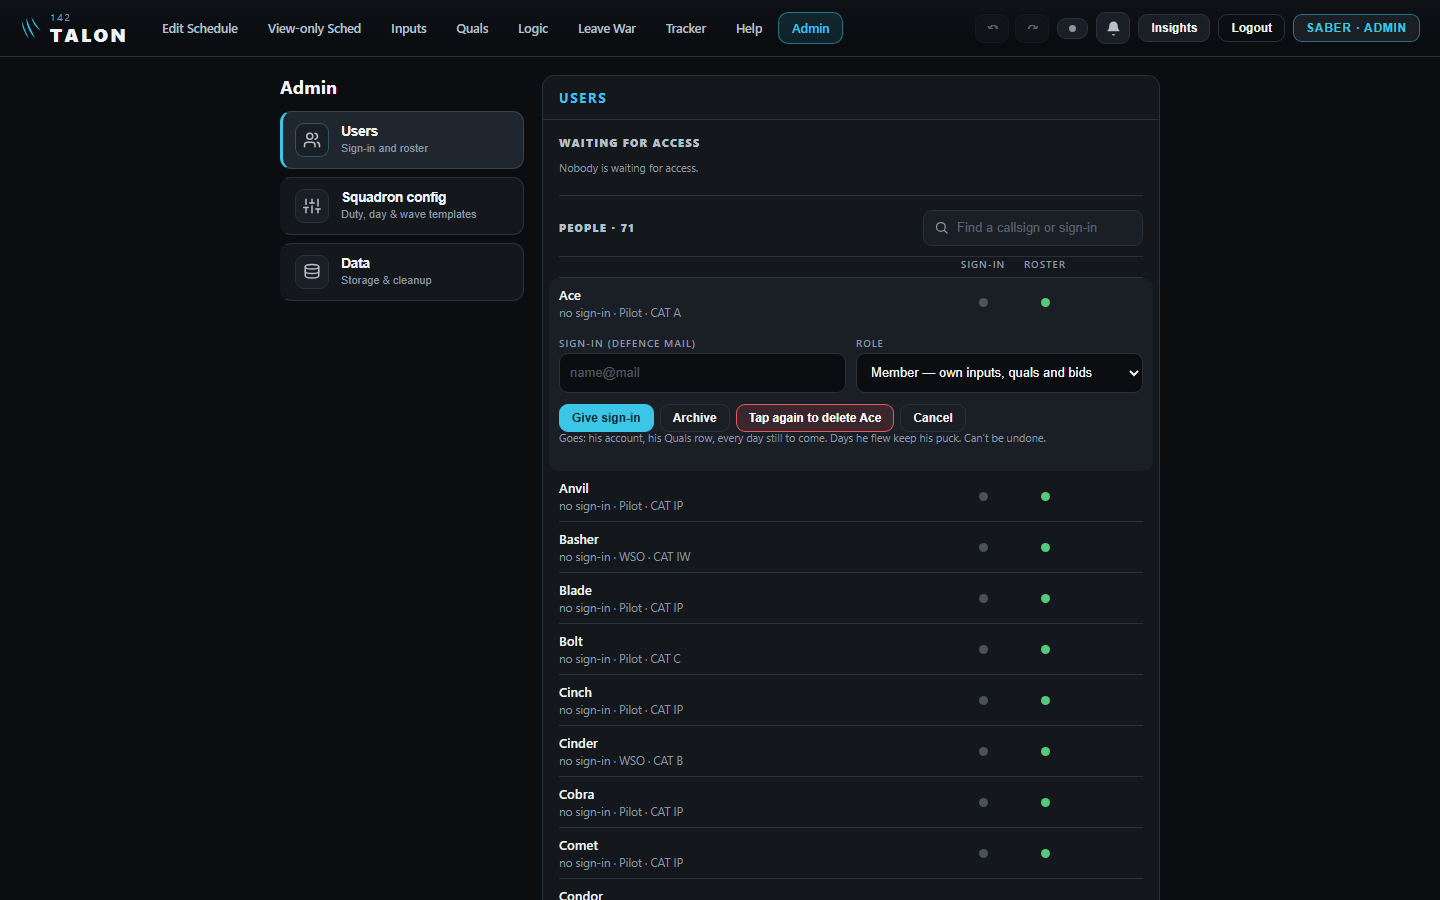 142
TALON
Edit Schedule
View-only Sched
Inputs
Quals
Logic
Leave War
Tracker
Help
Admin
Insights
Logout
SABER · ADMIN
Admin
Users
Sign-in and roster
Squadron config
Duty, day & wave templates
Data
Storage & cleanup
USERS
WAITING FOR ACCESS
Nobody is waiting for access.
PEOPLE · 71
Find a callsign or sign-in
SIGN-IN ROSTER
Ace
no sign-in · Pilot · CAT A
SIGN-IN (DEFENCE MAIL)
name@mail
ROLE
Member — own inputs, quals and bids
Give sign-in
Archive
Tap again to delete Ace
Cancel
Goes: his account, his Quals row, every day still to come. Days he flew keep his puck. Can't be undone.
Anvil
no sign-in · Pilot · CAT IP
Basher
no sign-in · WSO · CAT IW
Blade
no sign-in · Pilot · CAT IP
Bolt
no sign-in · Pilot · CAT C
Cinch
no sign-in · Pilot · CAT IP
Cinder
no sign-in · WSO · CAT B
Cobra
no sign-in · Pilot · CAT IP
Comet
no sign-in · Pilot · CAT IP
Condor